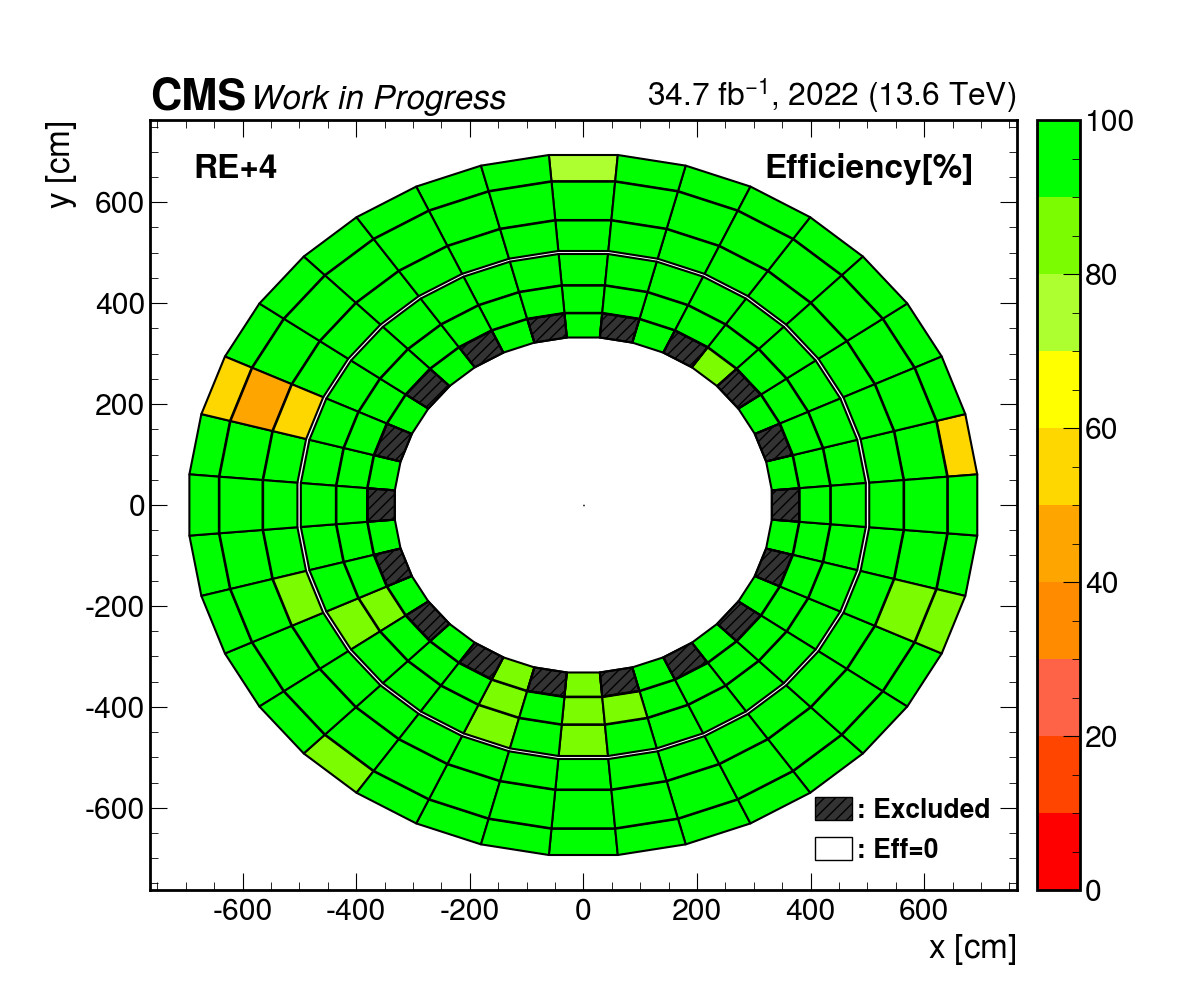 CMS Work in Progress 34.7 fb⁻¹, 2022 (13.6 TeV)
y [cm]
RE+4 Efficiency[%]
600
400
200
0
-200
-400
-600
-600 -400 -200 0 200 400 600
x [cm]
: Excluded
: Eff=0
100
80
60
40
20
0